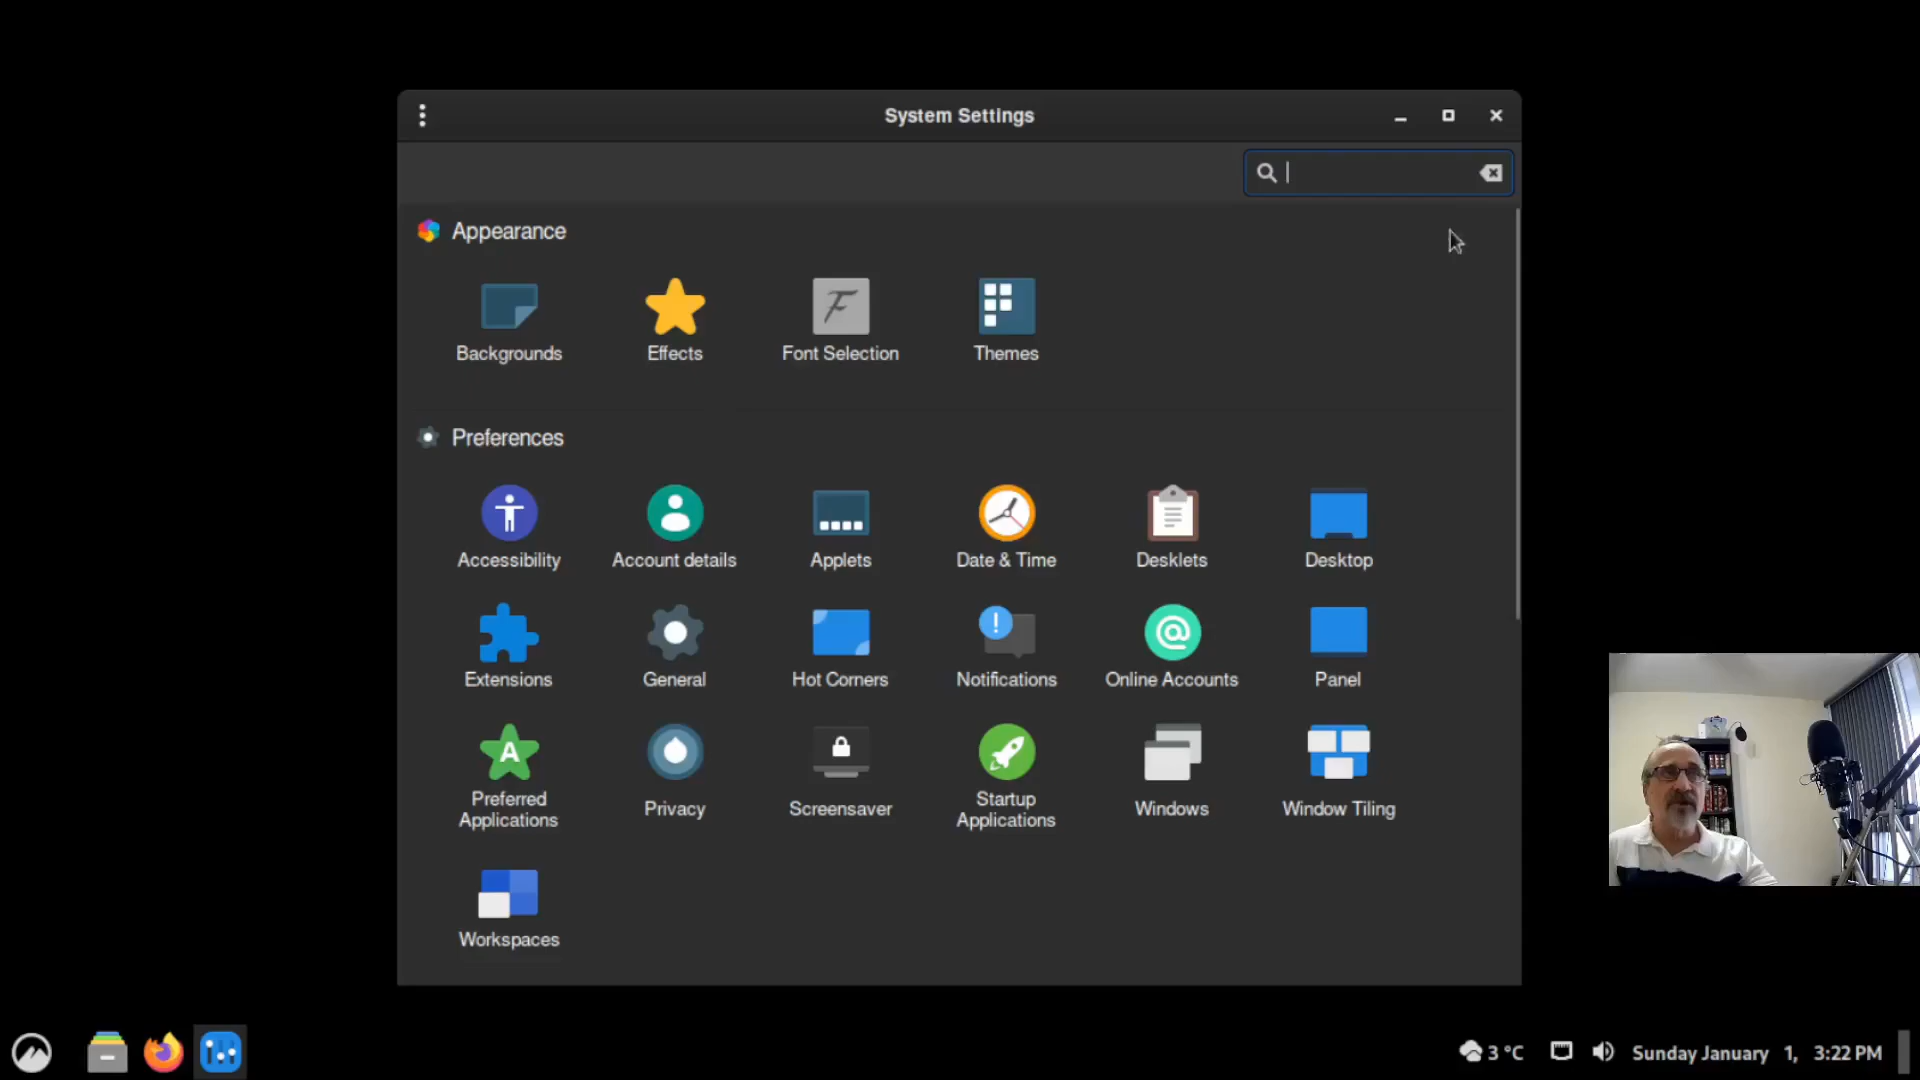 System Settings
Appearance
Backgrounds
Effects
Font Selection
Themes
Preferences
Accessibility
Account details
Applets
Date & Time
Desklets
Desktop
Extensions
General
Hot Corners
Notifications
Online Accounts
Panel
Preferred
Applications
Privacy
Screensaver
Startup
Applications
Windows
Window Tiling
Workspaces
3 °C
Sunday January 1, 3:22 PM